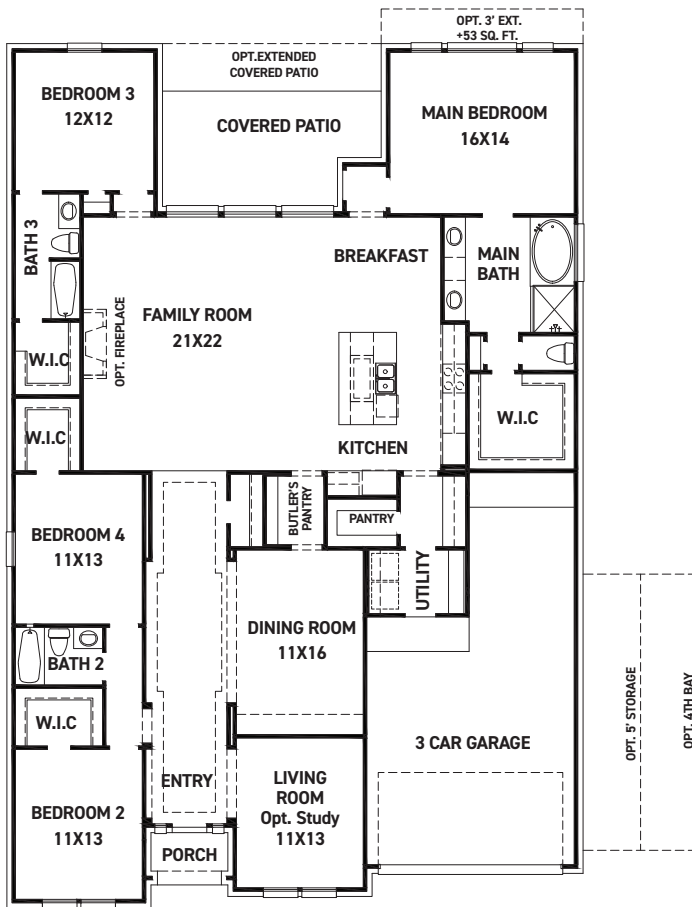 OPT. 3' EXT.
+53 SQ. FT.
OPT.EXTENDED
COVERED PATIO
COVERED PATIO
BEDROOM 3
12X12
MAIN BEDROOM
16X14
BATH 3
BREAKFAST
MAIN
BATH
FAMILY ROOM
21X22
OPT. FIREPLACE
W.I.C
W.I.C
W.I.C
KITCHEN
BUTLER'S
PANTRY
PANTRY
BEDROOM 4
11X13
UTILITY
DINING ROOM
11X16
BATH 2
W.I.C
3 CAR GARAGE
OPT. 5' STORAGE
OPT. 4TH BAY
ENTRY
LIVING
ROOM
Opt. Study
11X13
BEDROOM 2
11X13
PORCH